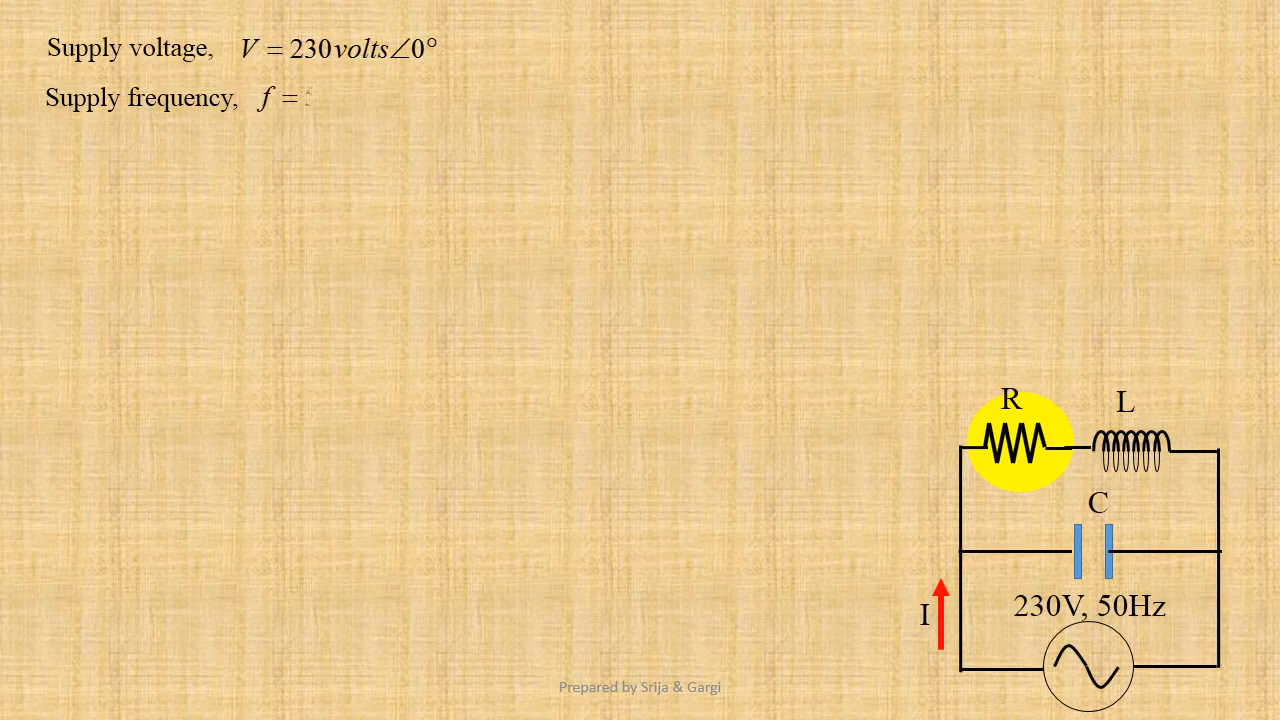 Supply voltage, V = 230volts∠0°
Supply frequency, f =
R
L
C
230V, 50Hz
I
Prepared by Srija & Gargi